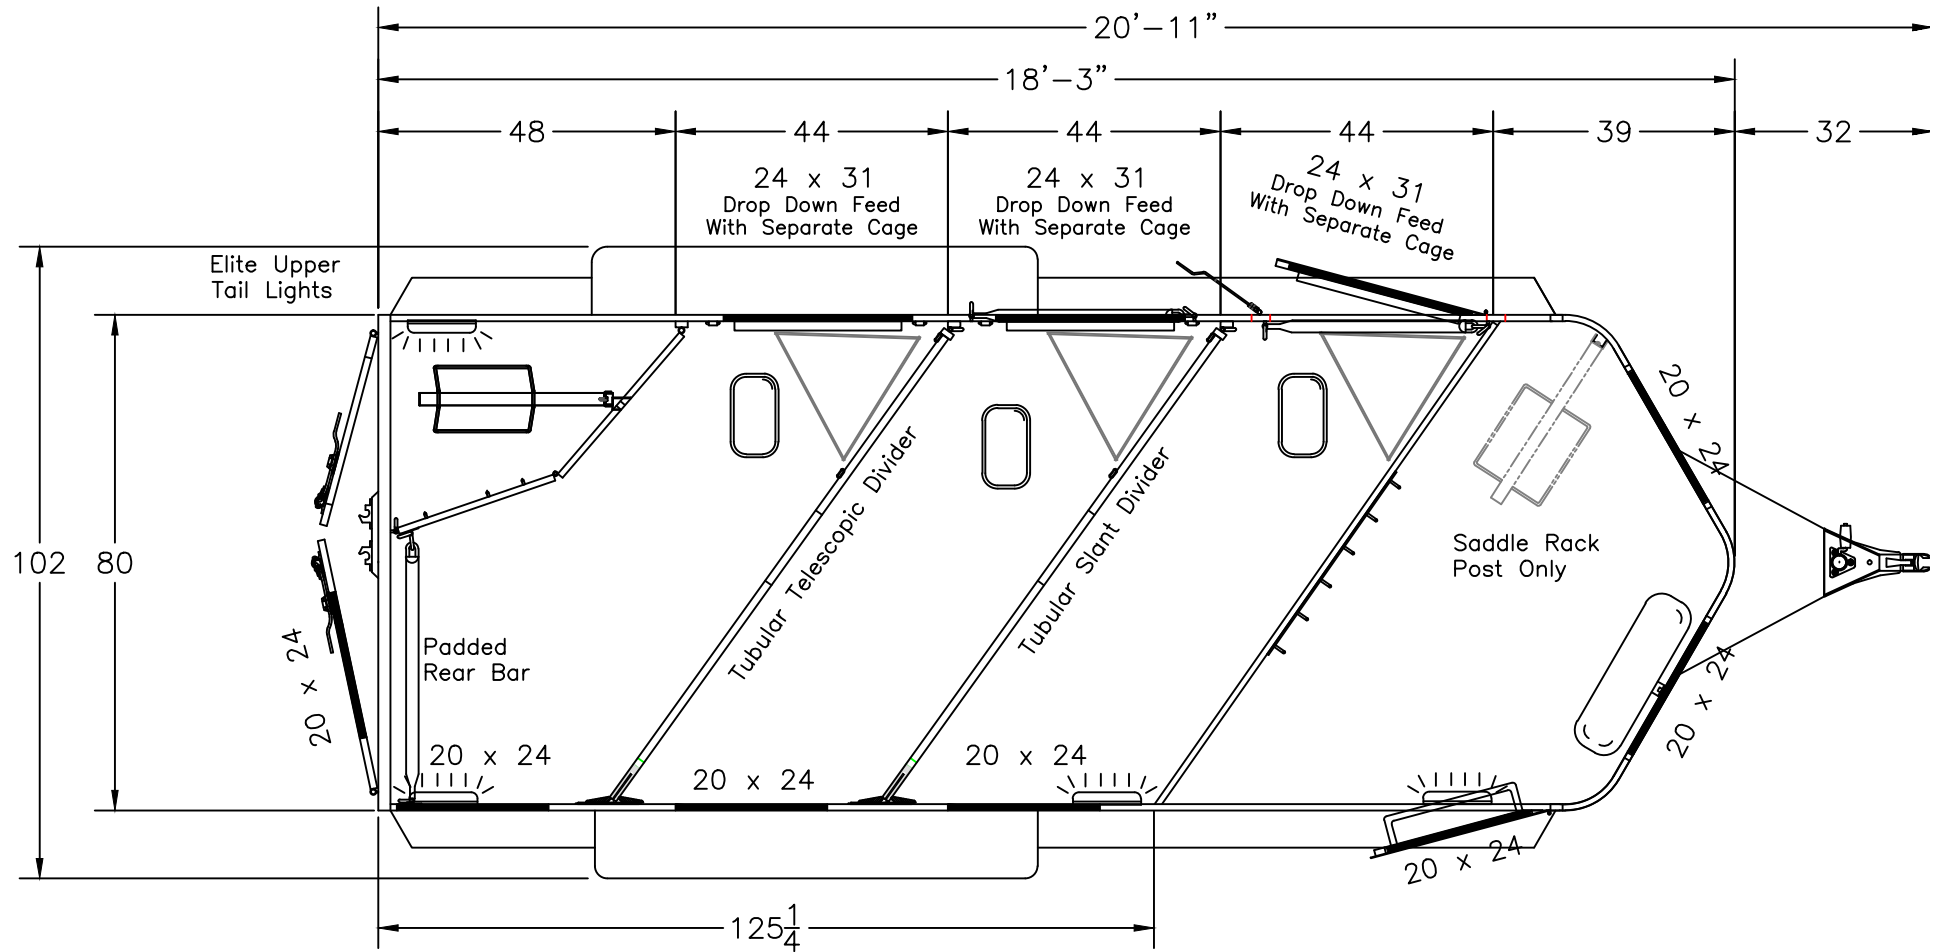 20'-11"
18'-3"
48
44
44
44
39
32
24 x 31
Drop Down Feed
With Separate Cage
24 x 31
Drop Down Feed
With Separate Cage
24 x 31
Drop Down Feed
With Separate Cage
Elite Upper
Tail Lights
20 x 24
Tubular Telescopic Divider
Tubular Slant Divider
Saddle Rack
Post Only
102
80
20 x 24
Padded
Rear Bar
20 x 24
20 x 24
20 x 24
20 x 24
20 x 24
125 1/4